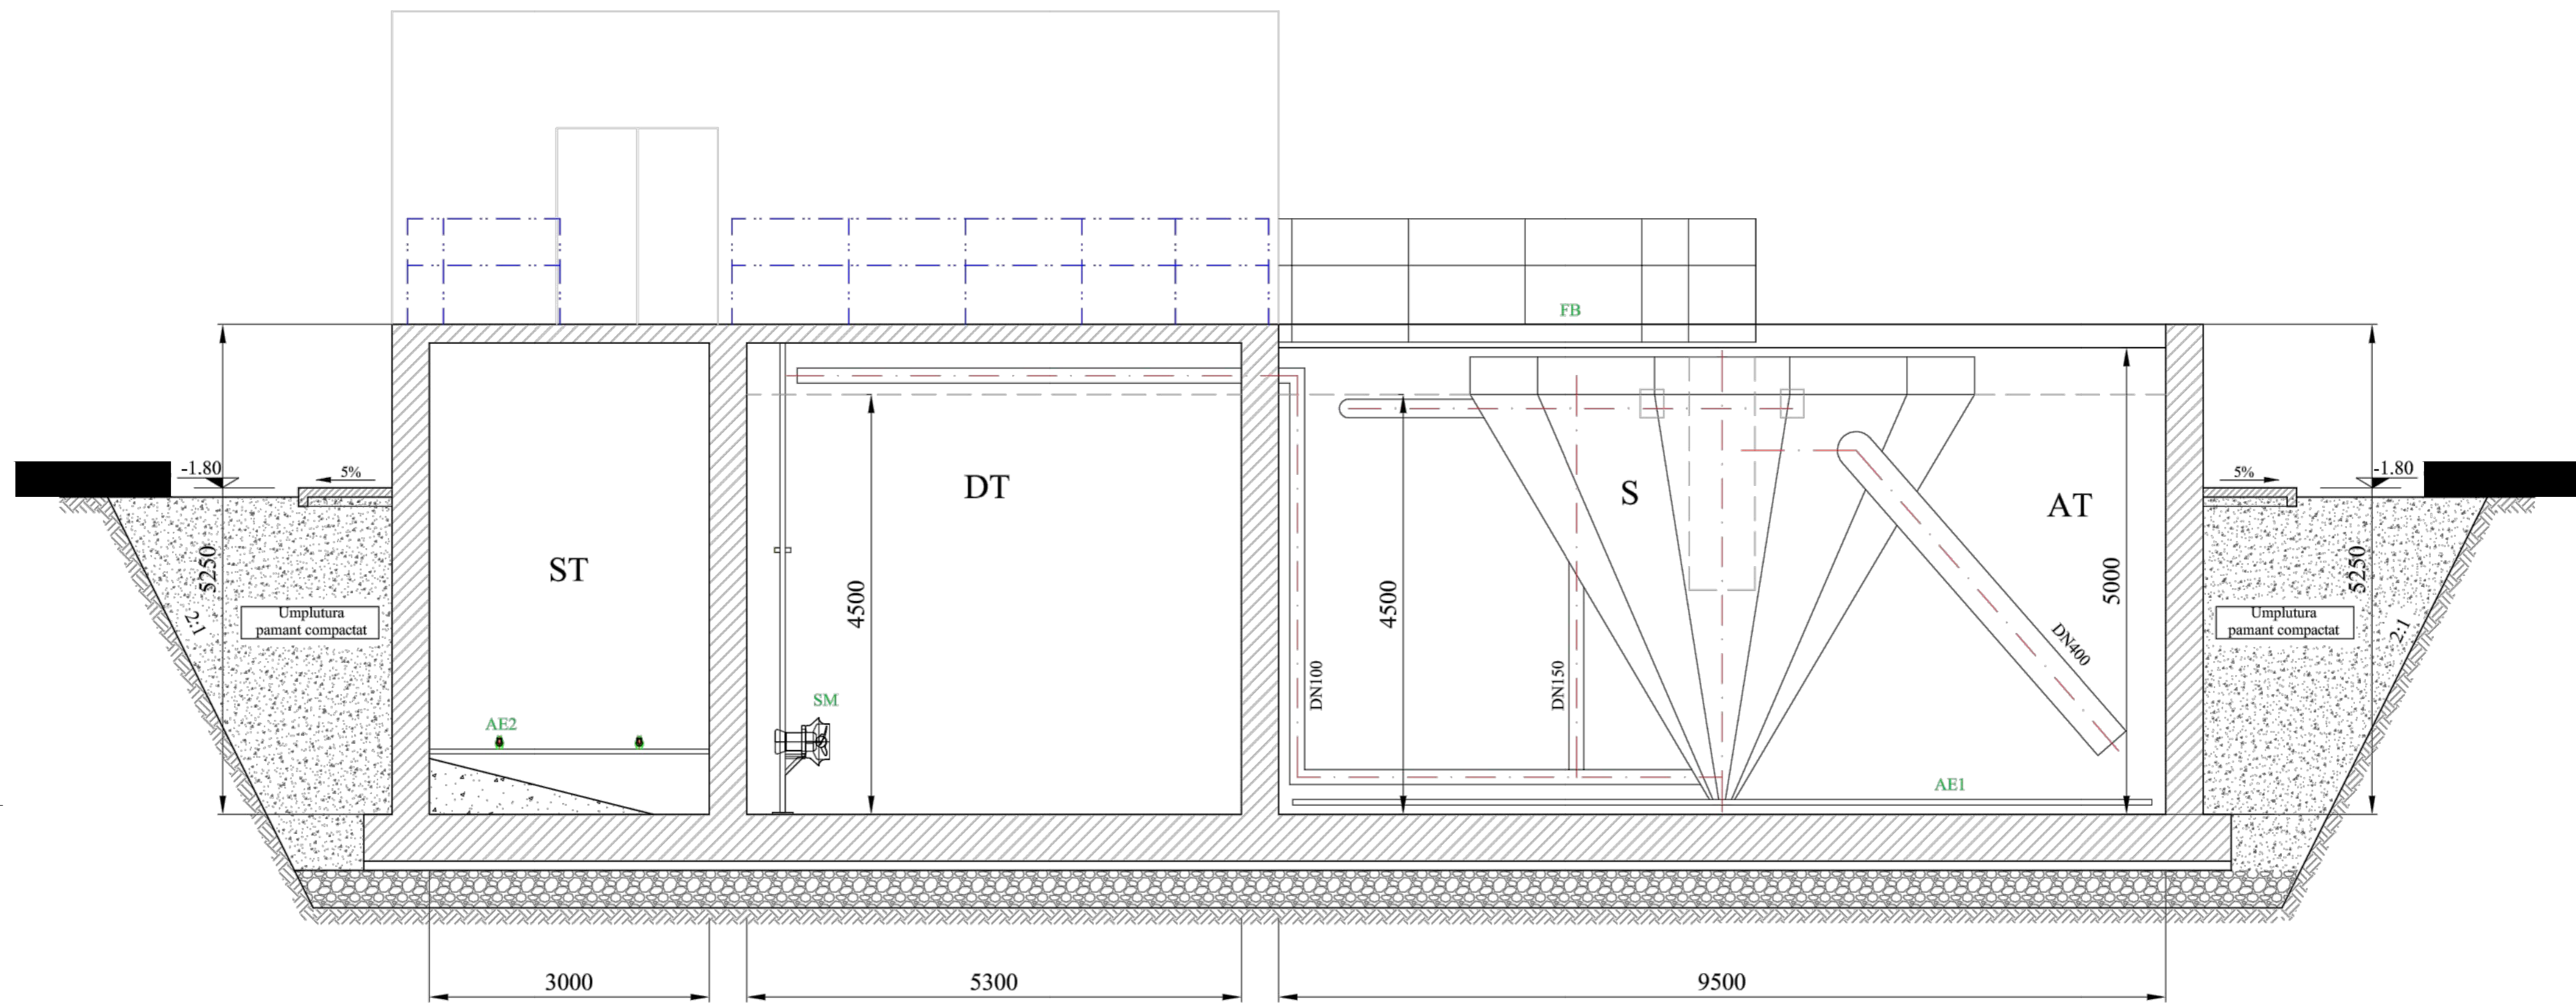 FB
-1.80
5%
5%
-1.80
DT
S
AT
ST
5250
4500
4500
5000
5250
2:1
Umplutura
pamant compactat
Umplutura
pamant compactat
2:1
DN400
DN100
DN150
SM
AE2
AE1
3000
5300
9500